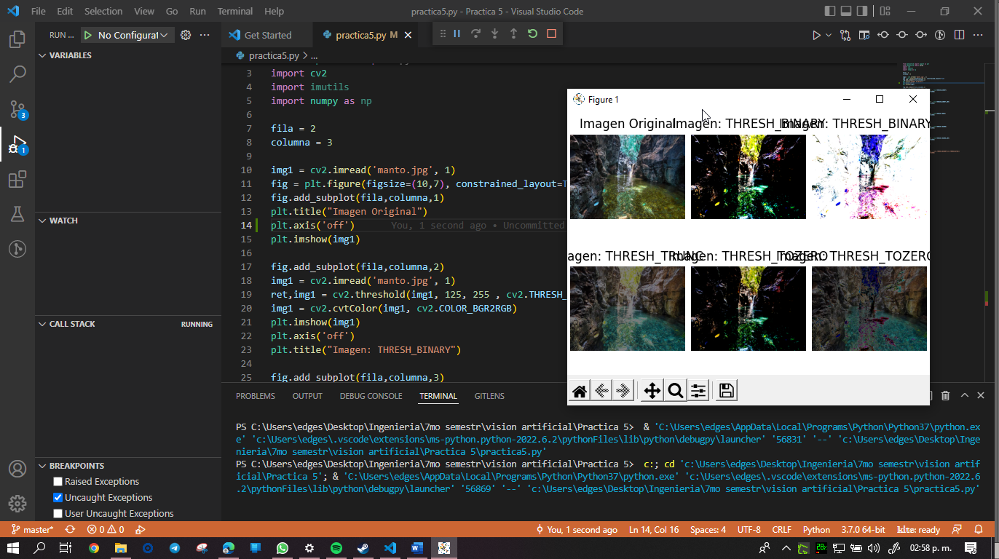 File Edit Selection View Go Run Terminal Help
practica5.py - Practica 5 - Visual Studio Code
RUN ... No Configurat
Get Started
practica5.py M
practica5.py > ...
VARIABLES
WATCH
CALL STACK RUNNING
BREAKPOINTS
Raised Exceptions
Uncaught Exceptions
User Uncaught Exceptions
3
1
3 import cv2
4 import imutils
5 import numpy as np
6
7 fila = 2
8 columna = 3
9
10 img1 = cv2.imread('manto.jpg', 1)
11 fig = plt.figure(figsize=(10,7), constrained_layout=T
12 fig.add_subplot(fila,columna,1)
13 plt.title("Imagen Original")
14 plt.axis('off') You, 1 second ago • Uncommitted
15 plt.imshow(img1)
16
17 fig.add_subplot(fila,columna,2)
18 img1 = cv2.imread('manto.jpg', 1)
19 ret,img1 = cv2.threshold(img1, 125, 255 , cv2.THRESH_
20 img1 = cv2.cvtColor(img1, cv2.COLOR_BGR2RGB)
21 plt.imshow(img1)
22 plt.axis('off')
23 plt.title("Imagen: THRESH_BINARY")
24
25 fig.add_subplot(fila,columna,3)
Figure 1
Imagen Original
Imagen: THRESH_BINARY
Imagen: THRESH_BINARY
agen: THRESH_TRUNC
Imagen: THRESH_TOZERO
Imagen: THRESH_TOZERO
PROBLEMS OUTPUT DEBUG CONSOLE TERMINAL GITLENS
PS C:\Users\edges\Desktop\Ingenieria\7mo semestr\vision artificial\Practica 5> & 'C:\Users\edges\AppData\Local\Programs\Python\Python37\python.ex
e' 'c:\Users\edges\.vscode\extensions\ms-python.python-2022.6.2\pythonFiles\lib\python\debugpy\launcher' '56831' '--' 'c:\Users\edges\Desktop\Inge
nieria\7mo semestr\vision artificial\Practica 5\practica5.py'
PS C:\Users\edges\Desktop\Ingenieria\7mo semestr\vision artificial\Practica 5> c:; cd 'c:\Users\edges\Desktop\Ingenieria\7mo semestr\vision artif
icial\Practica 5'; & 'C:\Users\edges\AppData\Local\Programs\Python\Python37\python.exe' 'c:\Users\edges\.vscode\extensions\ms-python.python-2022.6
.2\pythonFiles\lib\python\debugpy\launcher' '56869' '--' 'c:\Users\edges\Desktop\Ingenieria\7mo semestr\vision artificial\Practica 5\practica5.py'
master* 0 0 You, 1 second ago Ln 14, Col 16 Spaces: 4 UTF-8 CRLF Python 3.7.0 64-bit kite: ready
02:58 p. m.